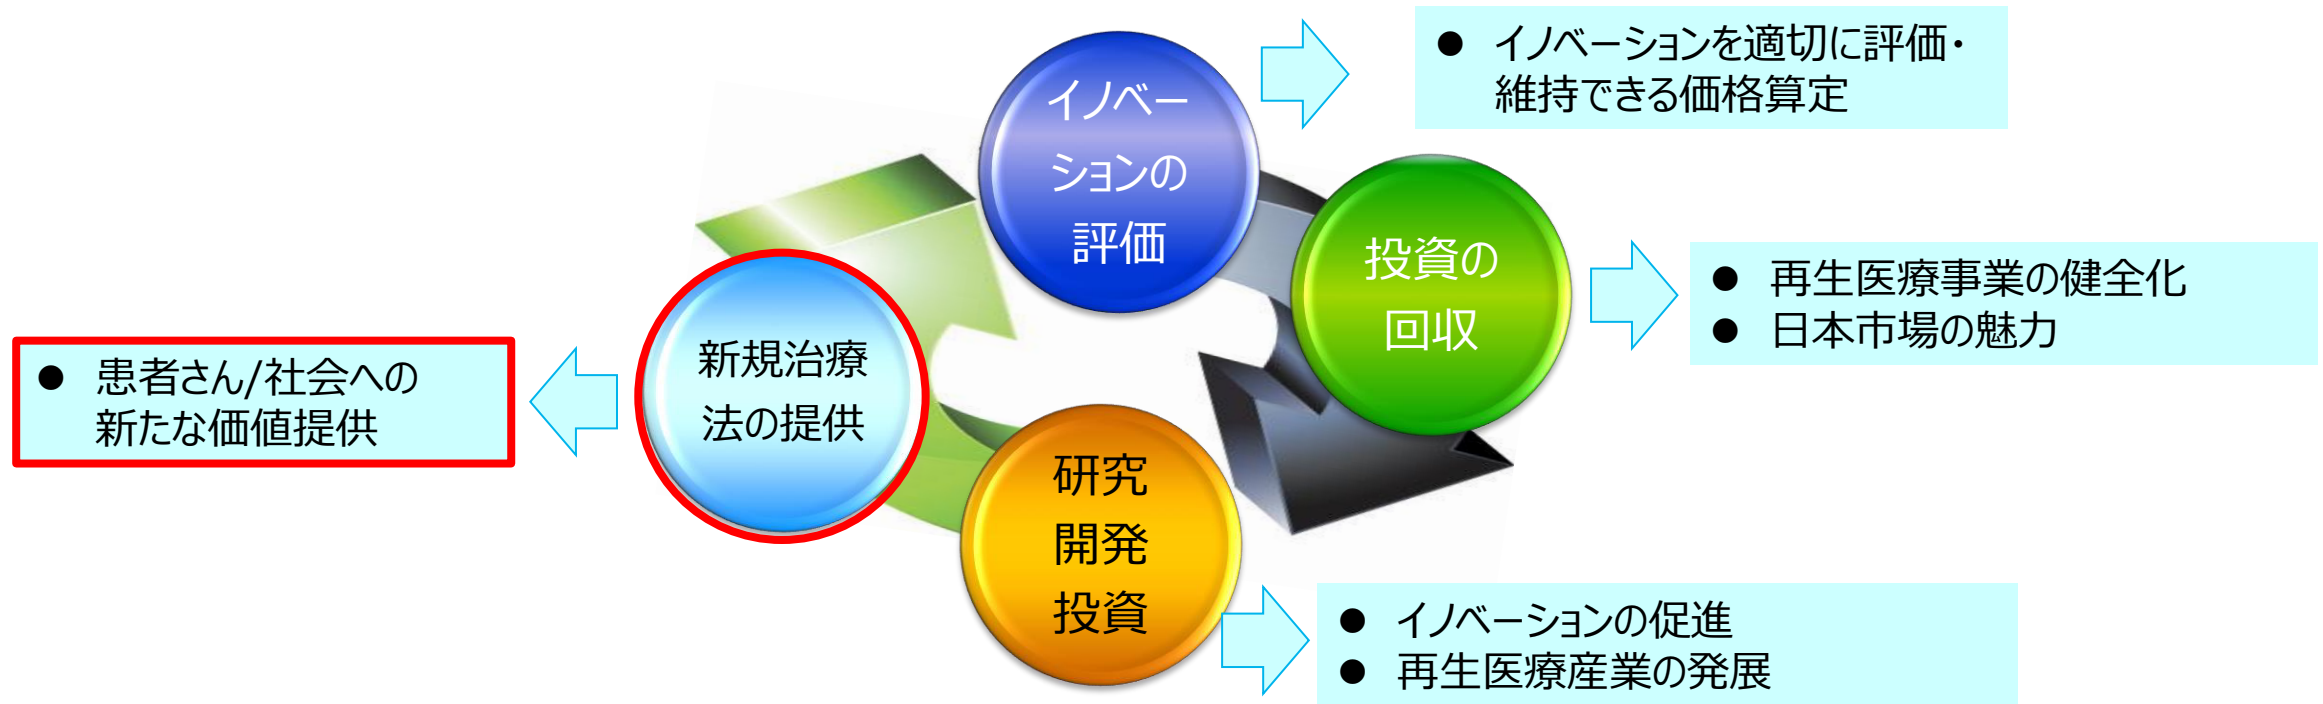 イノベー
ションの
評価
● イノベーションを適切に評価・
維持できる価格算定
投資の
回収
● 再生医療事業の健全化
● 日本市場の魅力
新規治療
法の提供
● 患者さん/社会への
新たな価値提供
研究
開発
投資
● イノベーションの促進
● 再生医療産業の発展